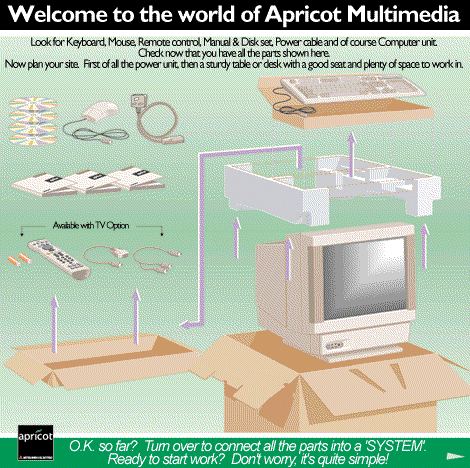 Welcome to the world of Apricot Multimedia
Look for Keyboard, Mouse, Remote control, Manual & Disk set, Power cable and of course Computer unit.
Check now that you have all the parts shown here.
Now plan your site. First of all the power unit, then a sturdy table or desk with a good seat and plenty of space to work in.
Available with TV Option
apricot
MITSUBISHI ELECTRIC
O.K. so far? Turn over to connect all the parts into a 'SYSTEM'.
Ready to start work? Don't worry, it's quite simple!